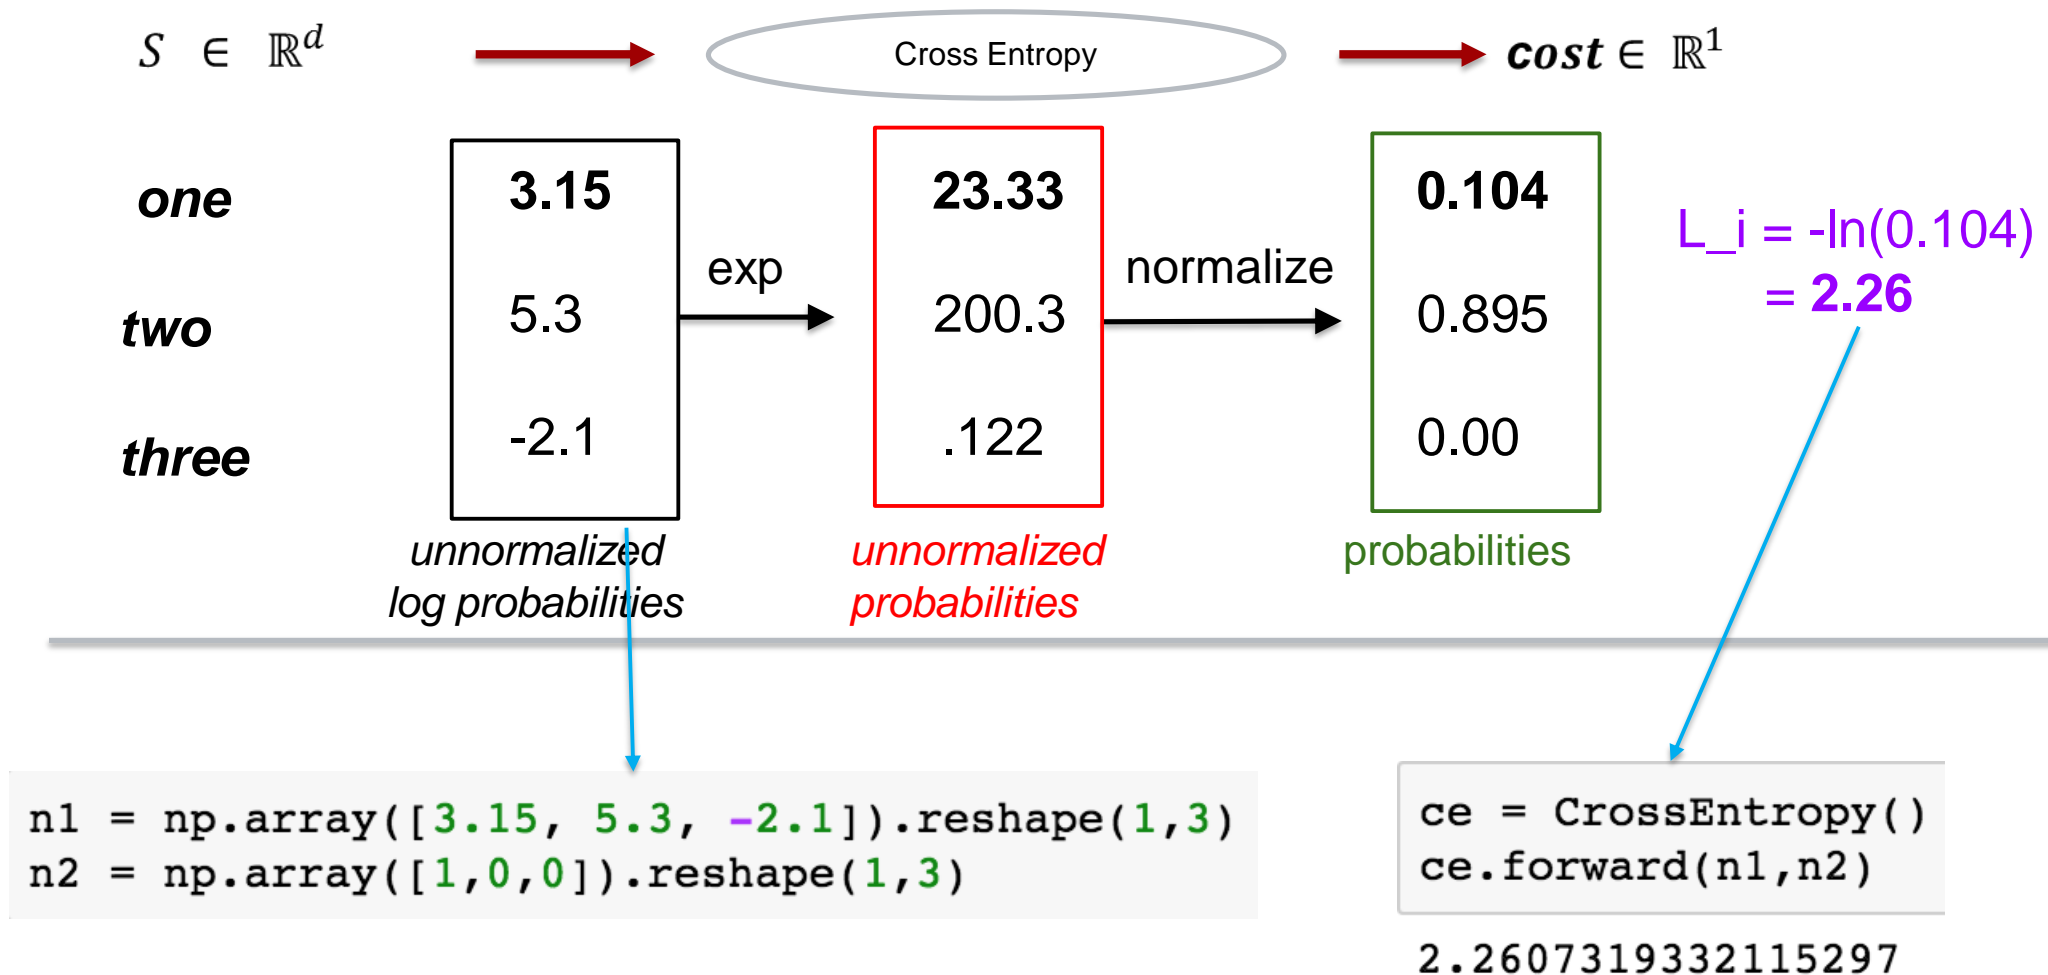 S ∈ ℝ^d
Cross Entropy
cost ∈ ℝ^1
one
3.15
23.33
0.104
L_i = -ln(0.104)
= 2.26
exp
normalize
two
5.3
200.3
0.895
three
-2.1
.122
0.00
unnormalized
log probabilities
unnormalized
probabilities
probabilities
n1 = np.array([3.15, 5.3, -2.1]).reshape(1,3)
n2 = np.array([1,0,0]).reshape(1,3)
ce = CrossEntropy()
ce.forward(n1,n2)
2.2607319332115297